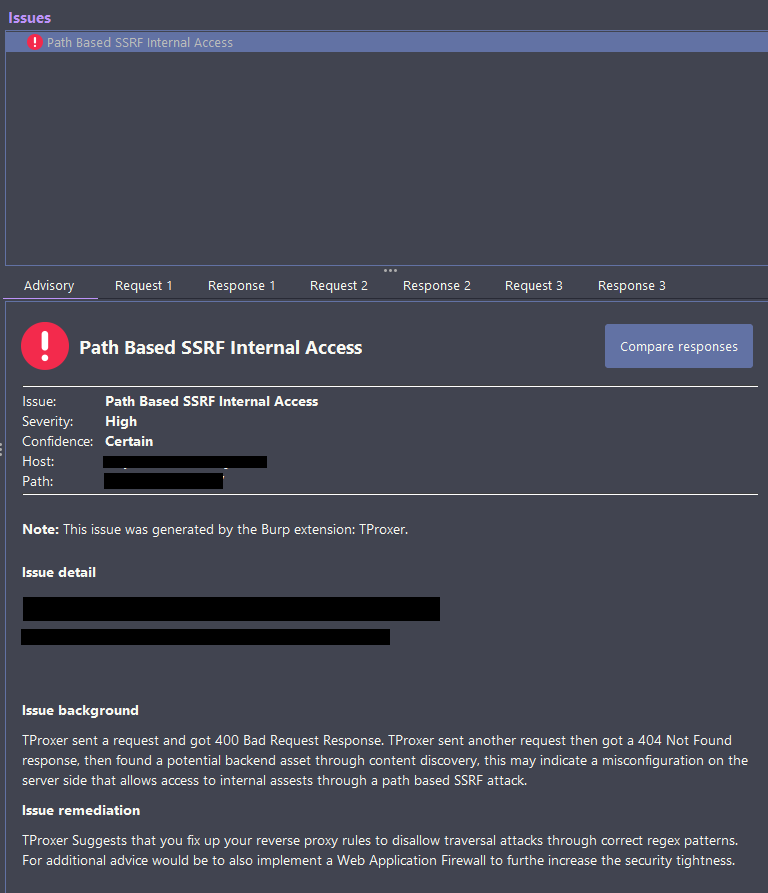 Issues
Path Based SSRF Internal Access
Advisory Request 1 Response 1 Request 2 Response 2 Request 3 Response 3
Path Based SSRF Internal Access
Compare responses
Issue: Path Based SSRF Internal Access
Severity: High
Confidence: Certain
Host:
Path:
Note: This issue was generated by the Burp extension: TProxer.
Issue detail
Issue background
TProxer sent a request and got 400 Bad Request Response. TProxer sent another request then got a 404 Not Found
response, then found a potential backend asset through content discovery, this may indicate a misconfiguration on the
server side that allows access to internal assests through a path based SSRF attack.
Issue remediation
TProxer Suggests that you fix up your reverse proxy rules to disallow traversal attacks through correct regex patterns.
For additional advice would be to also implement a Web Application Firewall to furthe increase the security tightness.